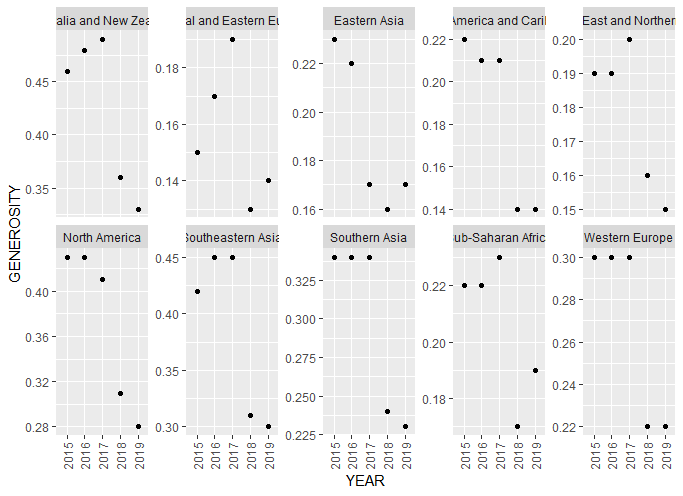 alia and New Zea
al and Eastern Eu
Eastern Asia
America and Carib
East and Norther
0.45
0.40
0.35
0.18
0.16
0.14
0.22
0.20
0.18
0.16
0.22
0.20
0.18
0.16
0.14
0.20
0.19
0.18
0.17
0.16
0.15
GENEROSITY
North America
Southeastern Asia
Southern Asia
Sub-Saharan Afric
Western Europe
0.40
0.36
0.32
0.28
0.45
0.40
0.35
0.30
0.325
0.300
0.275
0.250
0.225
0.22
0.20
0.18
0.30
0.28
0.26
0.24
0.22
2015 2016 2017 2018 2019
2015 2016 2017 2018 2019
2015 2016 2017 2018 2019
2015 2016 2017 2018 2019
2015 2016 2017 2018 2019
YEAR